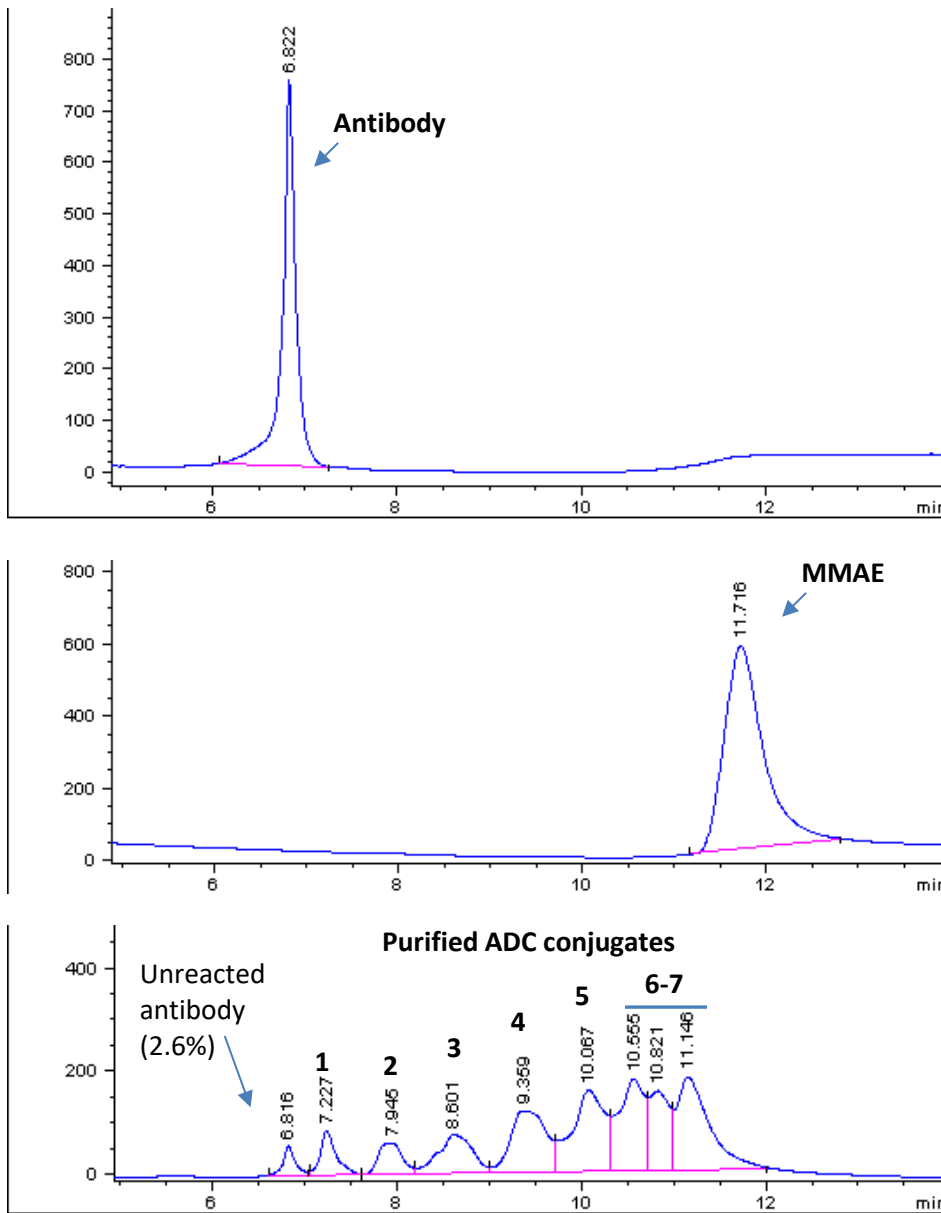 800
700
600
500
400
300
200
100
0
6.822
Antibody
6 8 10 12 min
800
600
400
200
0
11.716
MMAE
6 8 10 12 min
Purified ADC conjugates
400
200
0
Unreacted
antibody
(2.6%)
1 2 3 4 5 6-7
6.816 7.227 7.945 8.601 9.359 10.067 10.555 10.821 11.146
6 8 10 12 min